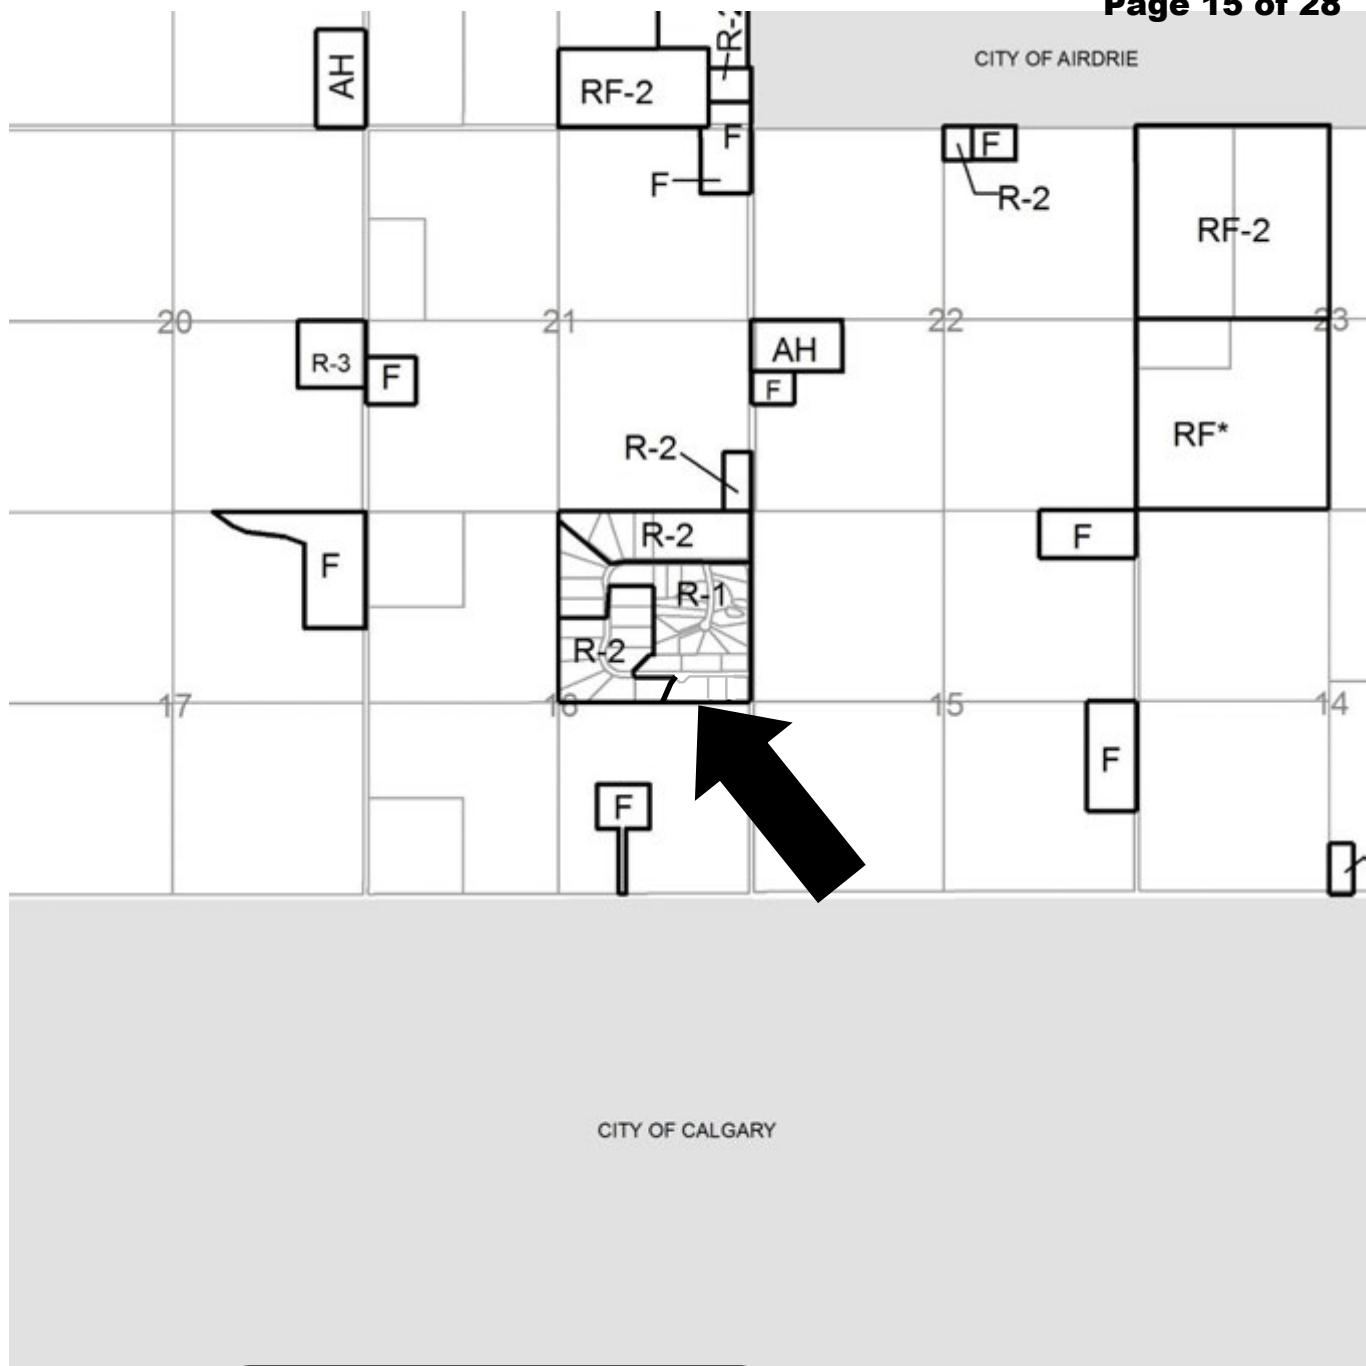 Page 15 of 28
CITY OF AIRDRIE
AH
RF-2
F
F
F
R-2
RF-2
20
21
22
23
R-3
F
AH
F
RF*
R-2
R-2
F
F
R-1
R-2
17
16
15
14
F
F
CITY OF CALGARY